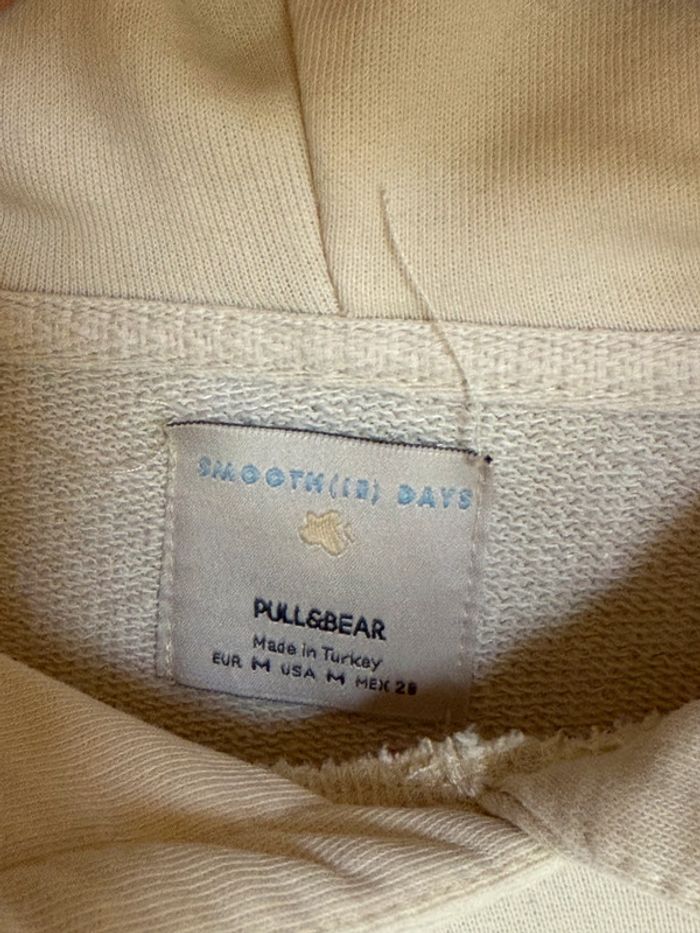 SMOOTH(IE) DAYS
PULL&BEAR
Made in Turkey
EUR M USA M MEX 28